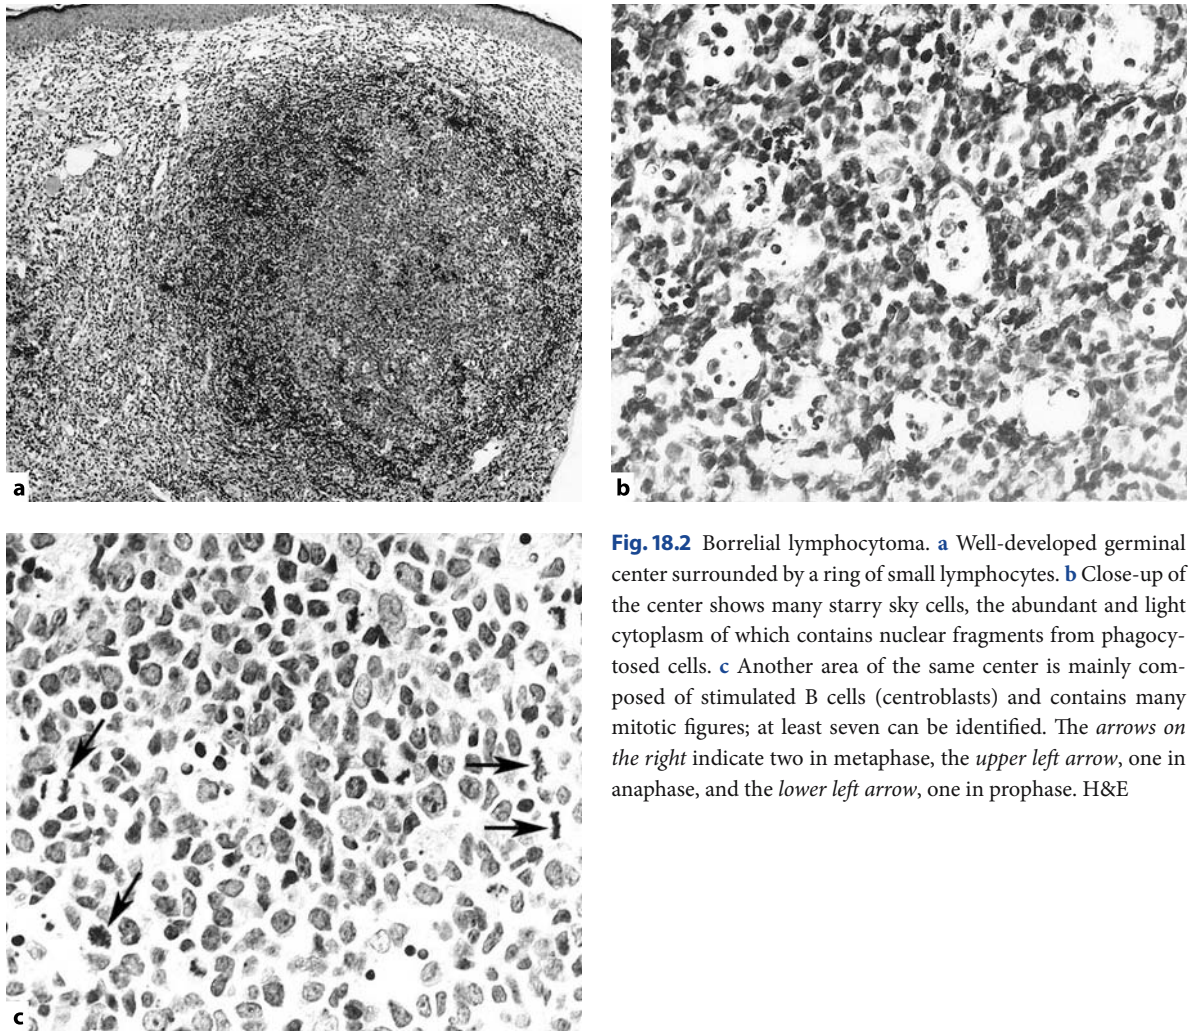 a
b
c
Fig. 18.2 Borrelial lymphocytoma. a Well-developed germinal
center surrounded by a ring of small lymphocytes. b Close-up of
the center shows many starry sky cells, the abundant and light
cytoplasm of which contains nuclear fragments from phagocy-
tosed cells. c Another area of the same center is mainly com-
posed of stimulated B cells (centroblasts) and contains many
mitotic figures; at least seven can be identified. The arrows on
the right indicate two in metaphase, the upper left arrow, one in
anaphase, and the lower left arrow, one in prophase. H&E